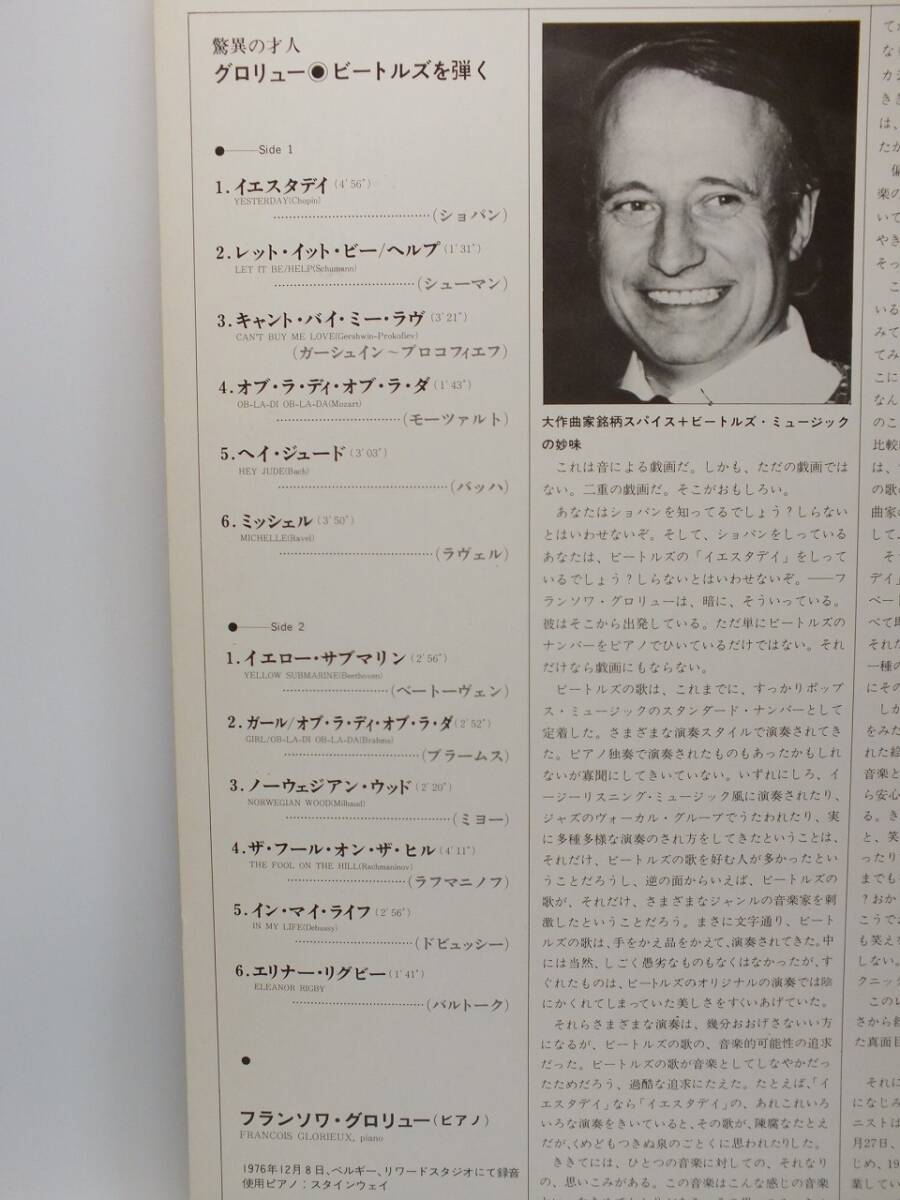 驚異の才人
グロリュー◉ビートルズを弾く
●——Side 1
1.イエスタデイ(4′56″)
YESTERDAY(Chopin)
(ショパン)
2.レット・イット・ビー/ヘルプ(1′31″)
LET IT BE/HELP(Schumann)
(シューマン)
3.キャント・バイ・ミー・ラヴ(3′21″)
CAN'T BUY ME LOVE(Gershwin~Prokofiev)
(ガーシュイン~プロコフィエフ)
4.オブ・ラ・ディ・オブ・ラ・ダ(1′43″)
OB-LA-DI OB-LA-DA(Mozart)
(モーツァルト)
5.ヘイ・ジュード(3′03″)
HEY JUDE(Bach)
(バッハ)
6.ミッシェル(3′50″)
MICHELLE(Ravel)
(ラヴェル)
●——Side 2
1.イエロー・サブマリン(2′56″)
YELLOW SUBMARINE(Beethoven)
(ベートーヴェン)
2.ガール/オブ・ラ・ディ・オブ・ラ・ダ(2′52″)
GIRL/OB-LA-DI OB-LA-DA(Brahms)
(ブラームス)
3.ノーウェジアン・ウッド(2′20″)
NORWEGIAN WOOD(Milhaud)
(ミヨー)
4.ザ・フール・オン・ザ・ヒル(4′11″)
THE FOOL ON THE HILL(Rachmaninov)
(ラフマニノフ)
5.イン・マイ・ライフ(2′56″)
IN MY LIFE(Debussy)
(ドビュッシー)
6.エリナー・リグビー(1′41″)
ELEANOR RIGBY
(バルトーク)
●
フランソワ・グロリュー(ピアノ)
FRANCOIS GLORIEUX, piano
1976年12月8日、ベルギー、リワードスタジオにて録音
使用ピアノ:スタインウェイ
大作曲家銘柄スパイス+ビートルズ・ミュージック
の妙味
これは音による戯画だ。しかも、ただの戯画では
ない。二重の戯画だ。そこがおもしろい。
あなたはショパンを知ってるでしょう?しらない
とはいわせないぞ。そして、ショパンをしっている
あなたは、ビートルズの「イエスタデイ」をしって
いるでしょう?しらないとはいわせないぞ。——フ
ランソワ・グロリューは、暗に、そういっている。
彼はそこから出発している。ただ単にビートルズの
ナンバーをピアノでひいているだけではない。それ
だけなら戯画にもならない。
ビートルズの歌は、これまでに、すっかりポップ
ス・ミュージックのスタンダード・ナンバーとして
定着した。さまざまな演奏スタイルで演奏されてき
た。ピアノ独奏で演奏されたものもあったかもしれ
ないが寡聞にしてきいていない。いずれにしろ、イ
ージーリスニング・ミュージック風に演奏されたり、
ジャズのヴォーカル・グループでうたわれたり、実
に多種多様な演奏のされ方をしてきたということは、
それだけ、ビートルズの歌を好む人が多かったとい
うことだろうし、逆の面からいえば、ビートルズの
歌が、それだけ、さまざまなジャンルの音楽家を刺
激したということだろう。まさに文字通り、ビート
ルズの歌は、手をかえ品をかえて、演奏されてきた。中
には当然、しごく愚劣なものもなくはなかったが、す
ぐれたものは、ビートルズのオリジナルの演奏では陰
にかくれてしまっていた美しさをすくいあげていた。
それらさまざまな演奏は、幾分おおげさないい方
になるが、ビートルズの歌の、音楽的可能性の追求
だった。ビートルズの歌が音楽としてしなやかだっ
たためだろう、過酷な追求にたえた。たとえば、「イ
エスタデイ」なら「イエスタデイ」の、あれこれいろ
いろな演奏をきいていると、その歌が、陳腐なたとえ
だが、くめどもつきぬ泉のごとくに思われたりした。
ききてには、ひとつの音楽に対しての、それなり
の、思いこみがある。この音楽はこんな感じの音楽